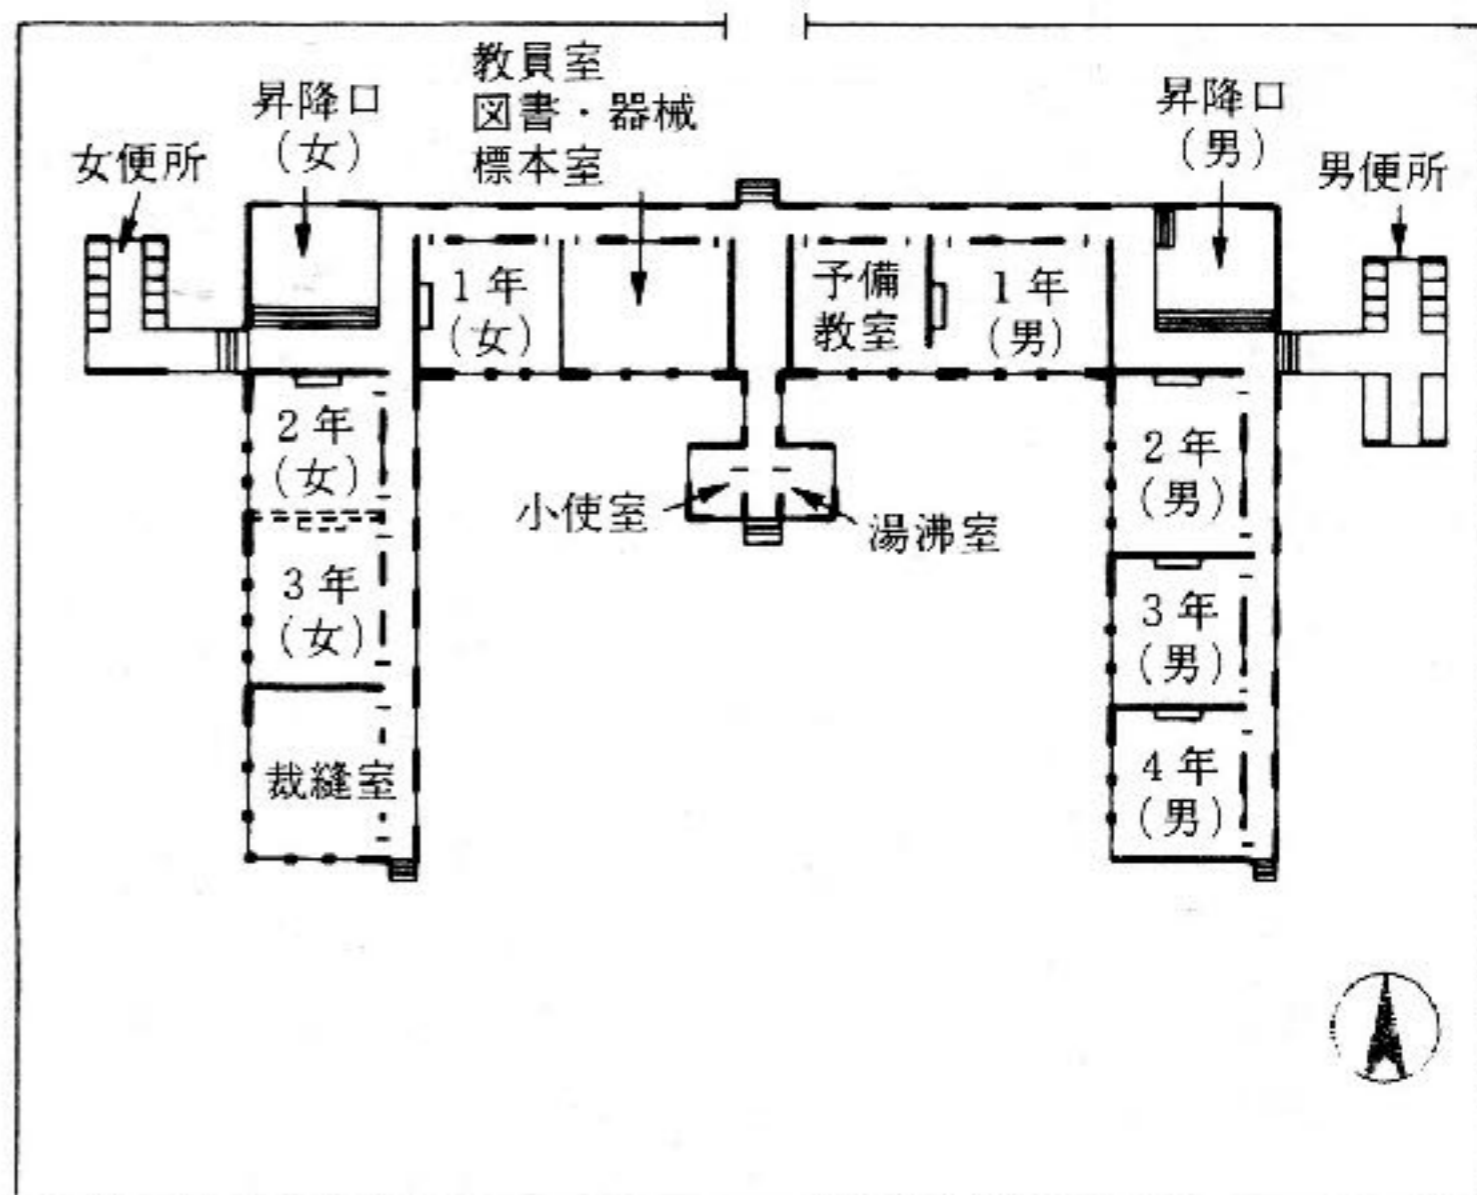 教員室
図書・器械
標本室
昇降口
(女)
昇降口
(男)
女便所
男便所
1年
(女)
予備
教室
1年
(男)
2年
(女)
2年
(男)
小使室
湯沸室
3年
(女)
3年
(男)
裁縫室
4年
(男)